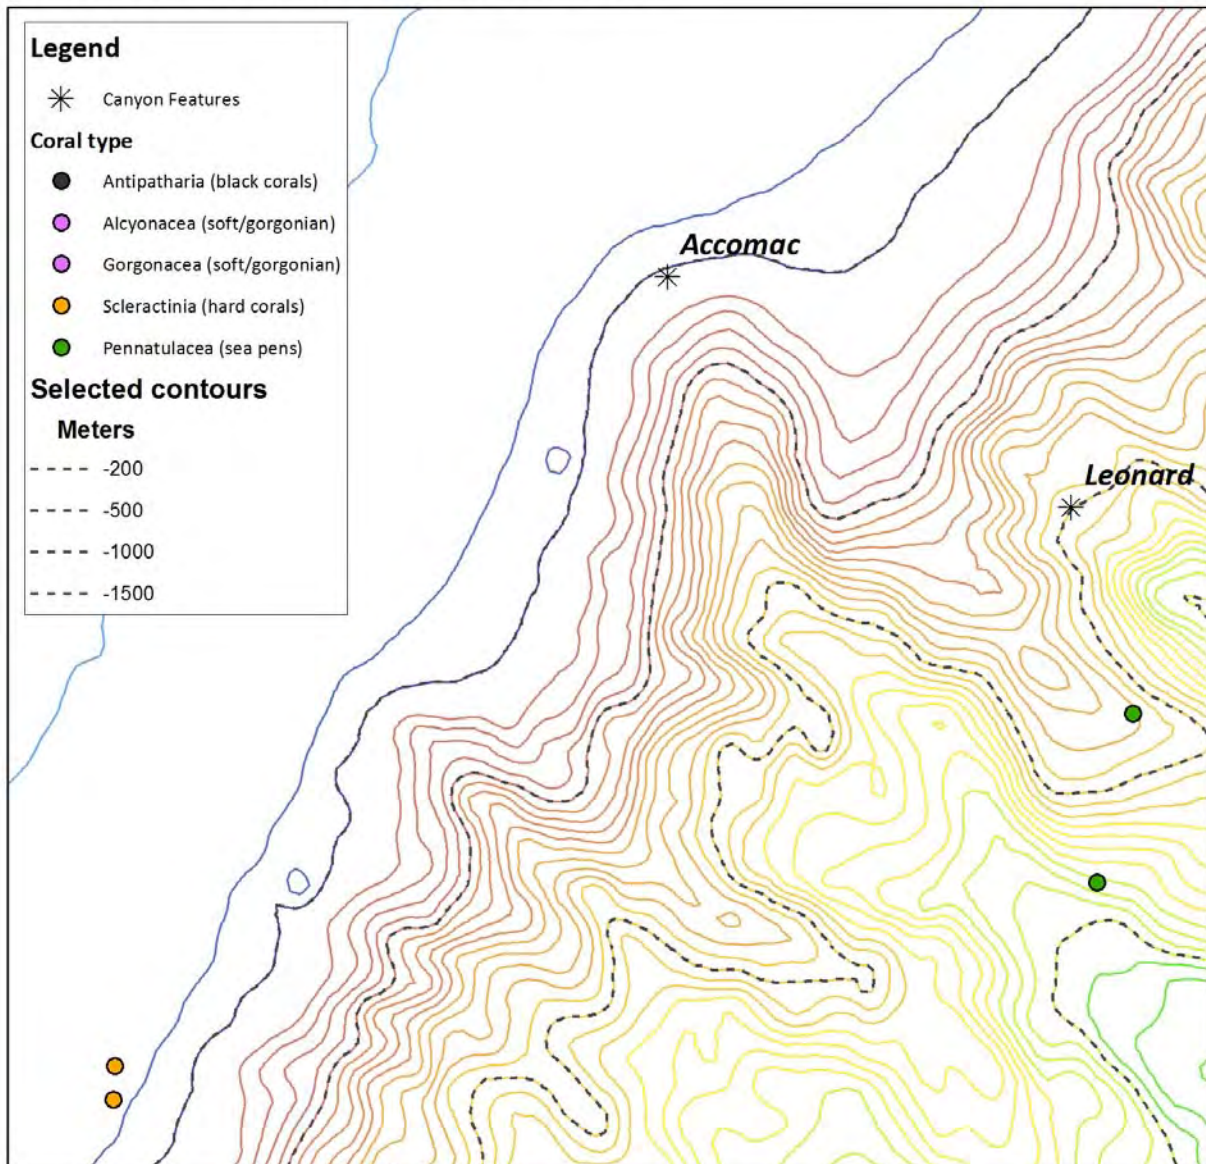 Legend
Canyon Features
Coral type
Antipatharia (black corals)
Alcyonacea (soft/gorgonian)
Gorgonacea (soft/gorgonian)
Scleractinia (hard corals)
Pennatulacea (sea pens)
Selected contours
Meters
-200
-500
-1000
-1500
Accomac
Leonard